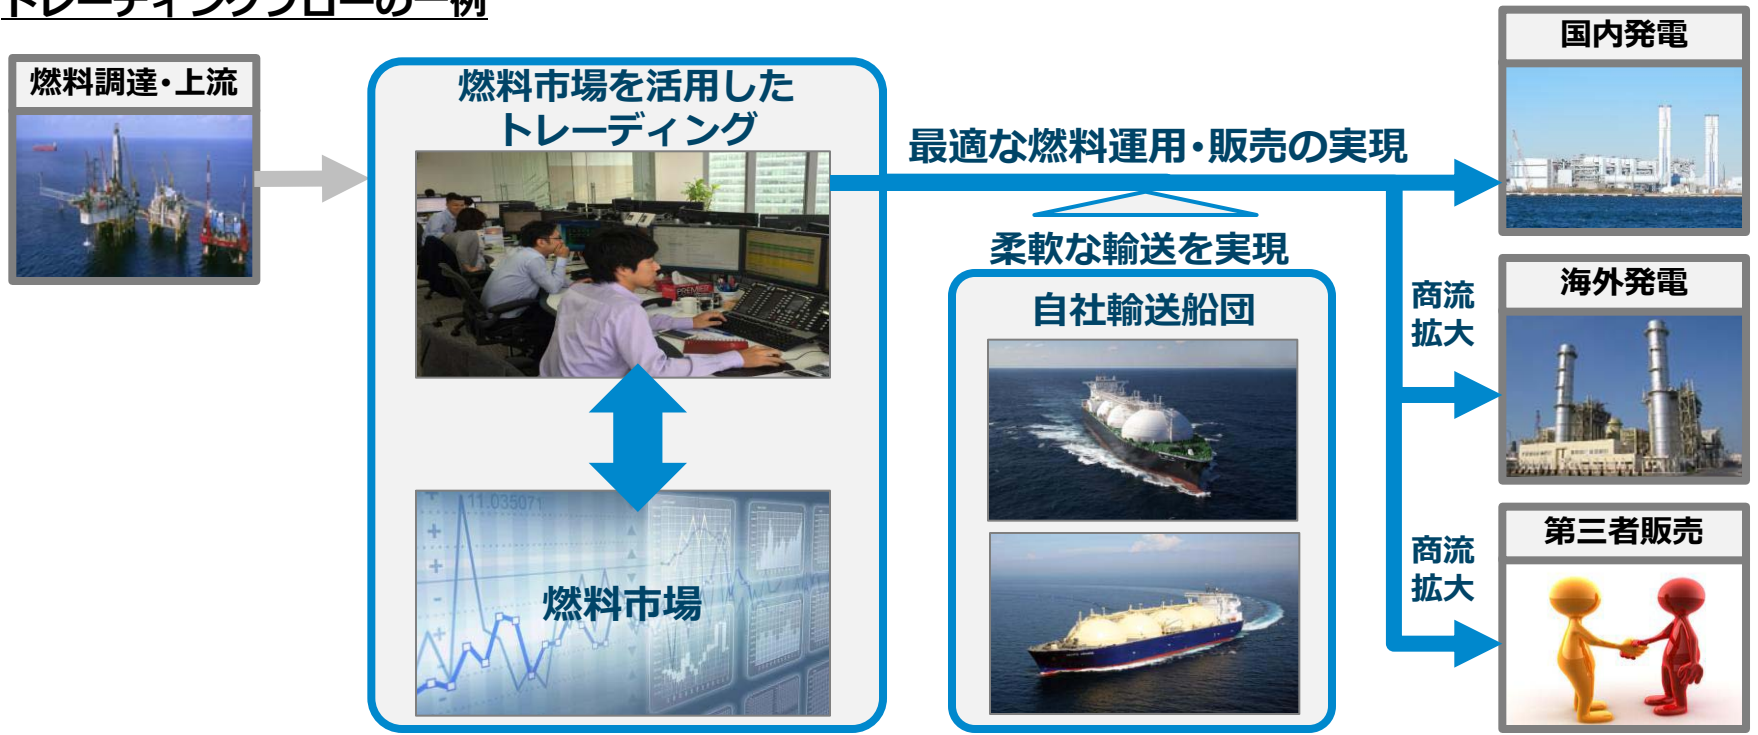 トレーディングフローの一例
燃料調達・上流
燃料市場を活用した
トレーディング
PREMIER
11.035071
燃料市場
最適な燃料運用・販売の実現
柔軟な輸送を実現
自社輸送船団
商流
拡大
商流
拡大
国内発電
海外発電
第三者販売